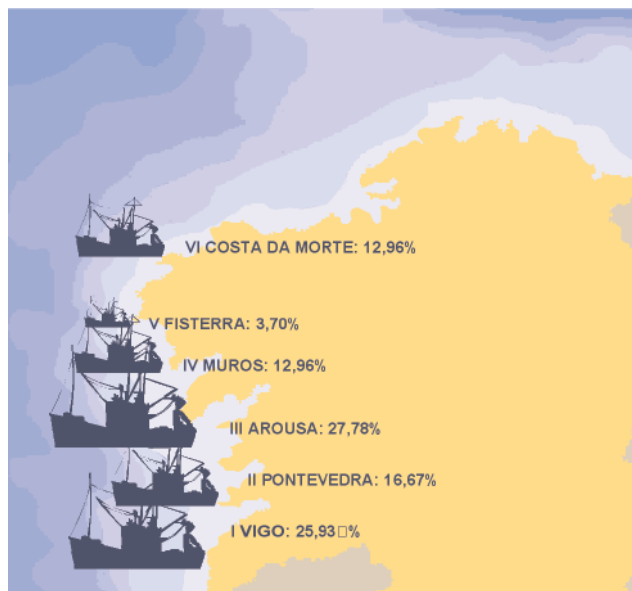 VI COSTA DA MORTE: 12,96%
V FISTERRA: 3,70%
IV MUROS: 12,96%
III AROUSA: 27,78%
II PONTEVEDRA: 16,67%
I VIGO: 25,93□%